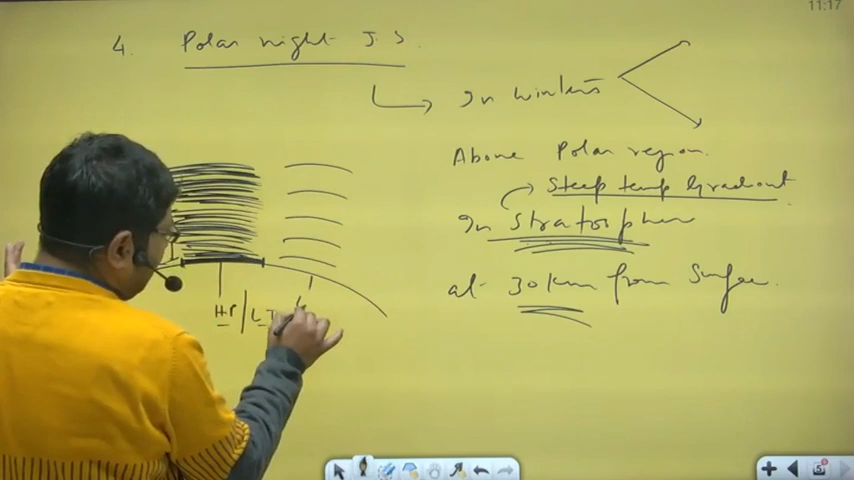 11:17
4. Polar night J. S.
In winters
Above Polar region.
Steep temp Gradient
In Stratosphere
at 30 km from Surface.
HP/LT